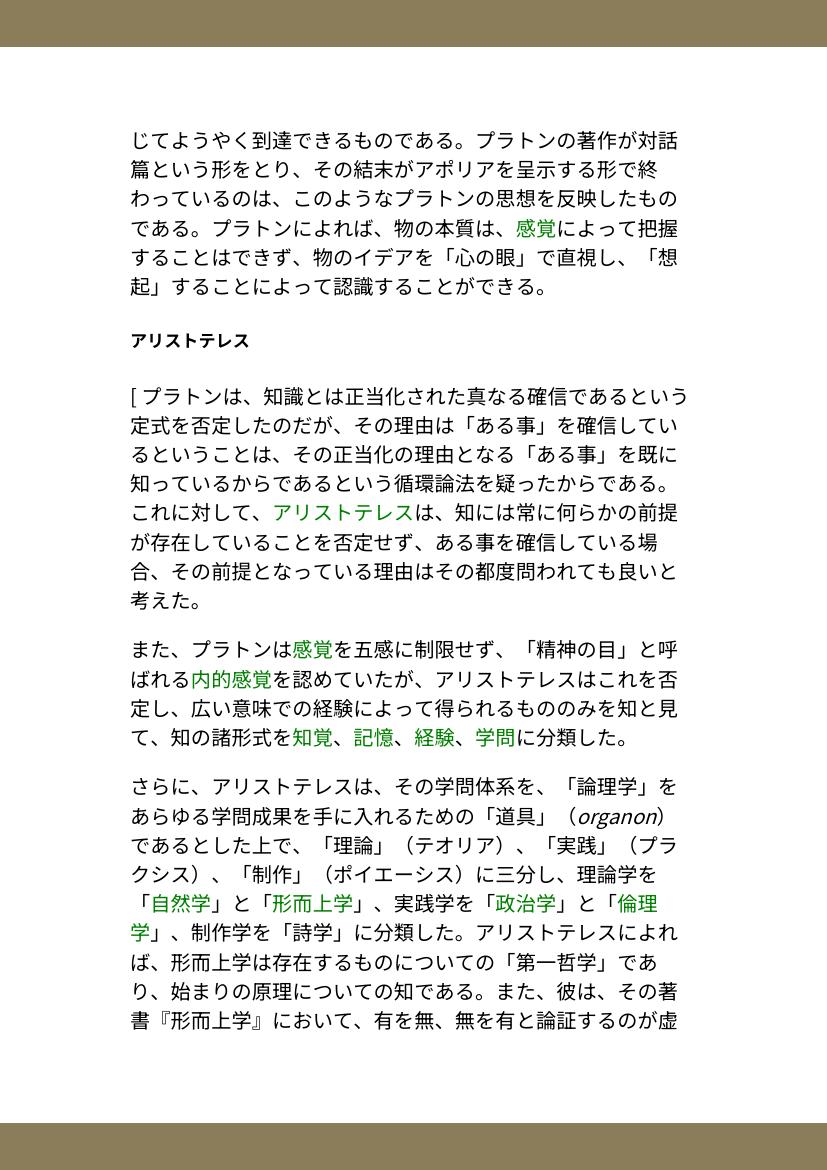 じてようやく到達できるものである。プラトンの著作が対話
篇という形をとり、その結末がアポリアを呈示する形で終
わっているのは、このようなプラトンの思想を反映したもの
である。プラトンによれば、物の本質は、感覚によって把握
することはできず、物のイデアを「心の眼」で直視し、「想
起」することによって認識することができる。
アリストテレス
[ プラトンは、知識とは正当化された真なる確信であるという
定式を否定したのだが、その理由は「ある事」を確信してい
るということは、その正当化の理由となる「ある事」を既に
知っているからであるという循環論法を疑ったからである。
これに対して、アリストテレスは、知には常に何らかの前提
が存在していることを否定せず、ある事を確信している場
合、その前提となっている理由はその都度問われても良いと
考えた。
また、プラトンは感覚を五感に制限せず、「精神の目」と呼
ばれる内的感覚を認めていたが、アリストテレスはこれを否
定し、広い意味での経験によって得られるもののみを知と見
て、知の諸形式を知覚、記憶、経験、学問に分類した。
さらに、アリストテレスは、その学問体系を、「論理学」を
あらゆる学問成果を手に入れるための「道具」（organon）
であるとした上で、「理論」（テオリア）、「実践」（プラ
クシス）、「制作」（ポイエーシス）に三分し、理論学を
「自然学」と「形而上学」、実践学を「政治学」と「倫理
学」、制作学を「詩学」に分類した。アリストテレスによれ
ば、形而上学は存在するものについての「第一哲学」であ
り、始まりの原理についての知である。また、彼は、その著
書『形而上学』において、有を無、無を有と論証するのが虚